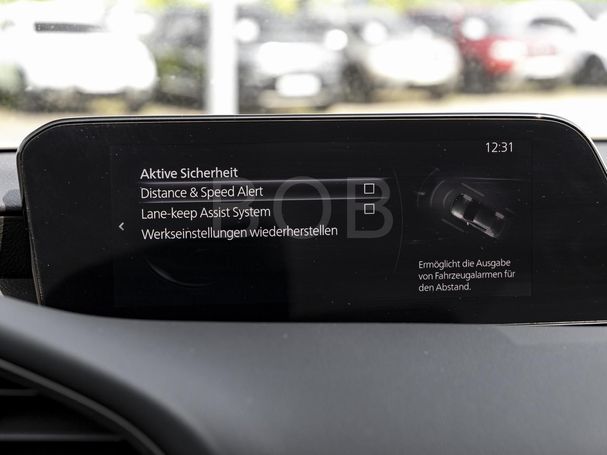 12:31
Aktive Sicherheit
Distance & Speed Alert
Lane-keep Assist System
Werkseinstellungen wiederherstellen
Ermöglicht die Ausgabe
von Fahrzeugalarmen für
den Abstand.
BOB